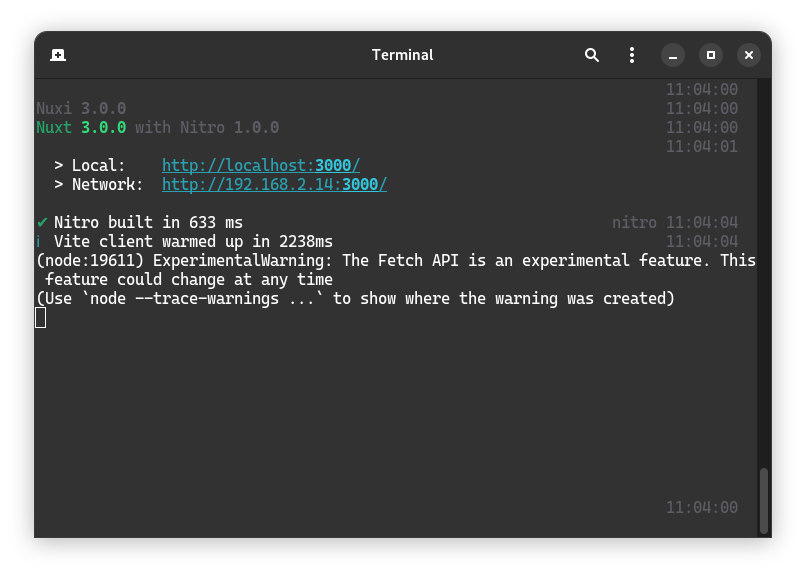 Terminal
11:04:00
Nuxi 3.0.0 11:04:00
Nuxt 3.0.0 with Nitro 1.0.0 11:04:00
11:04:01
> Local: http://localhost:3000/
> Network: http://192.168.2.14:3000/
✔ Nitro built in 633 ms nitro 11:04:04
i Vite client warmed up in 2238ms 11:04:04
(node:19611) ExperimentalWarning: The Fetch API is an experimental feature. This
feature could change at any time
(Use `node --trace-warnings ...` to show where the warning was created)
11:04:00